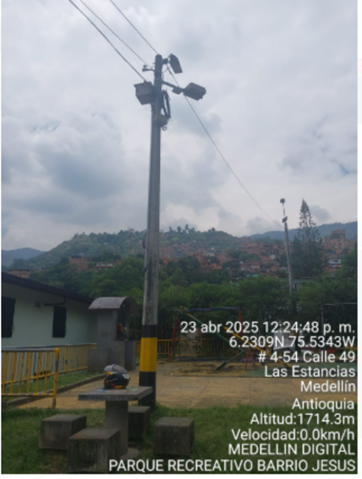 23 abr 2025 12:24:48 p. m.
6.2309N 75.5343W
# 4-54 Calle 49
Las Estancias
Medellín
Antioquia
Altitud:1714.3m
Velocidad:0.0km/h
MEDELLIN DIGITAL
PARQUE RECREATIVO BARRIO JESUS